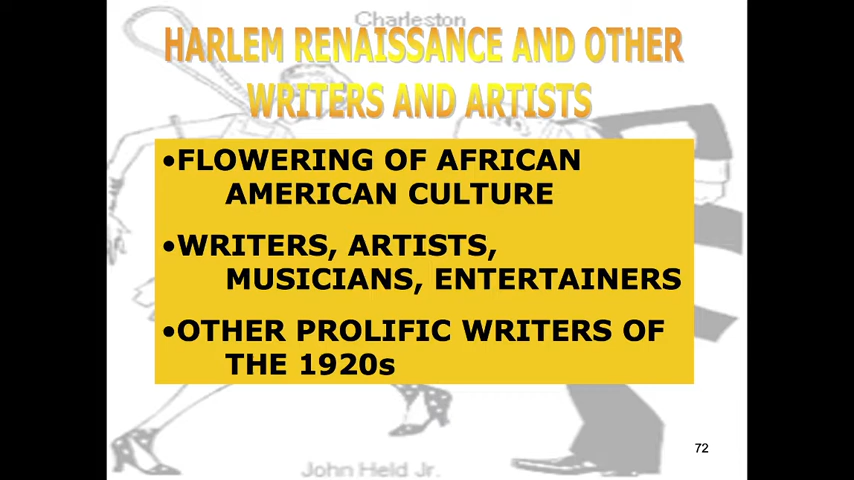 Charleston
HARLEM RENAISSANCE AND OTHER
WRITERS AND ARTISTS
•FLOWERING OF AFRICAN
AMERICAN CULTURE
•WRITERS, ARTISTS,
MUSICIANS, ENTERTAINERS
•OTHER PROLIFIC WRITERS OF
THE 1920s
72
John Held Jr.